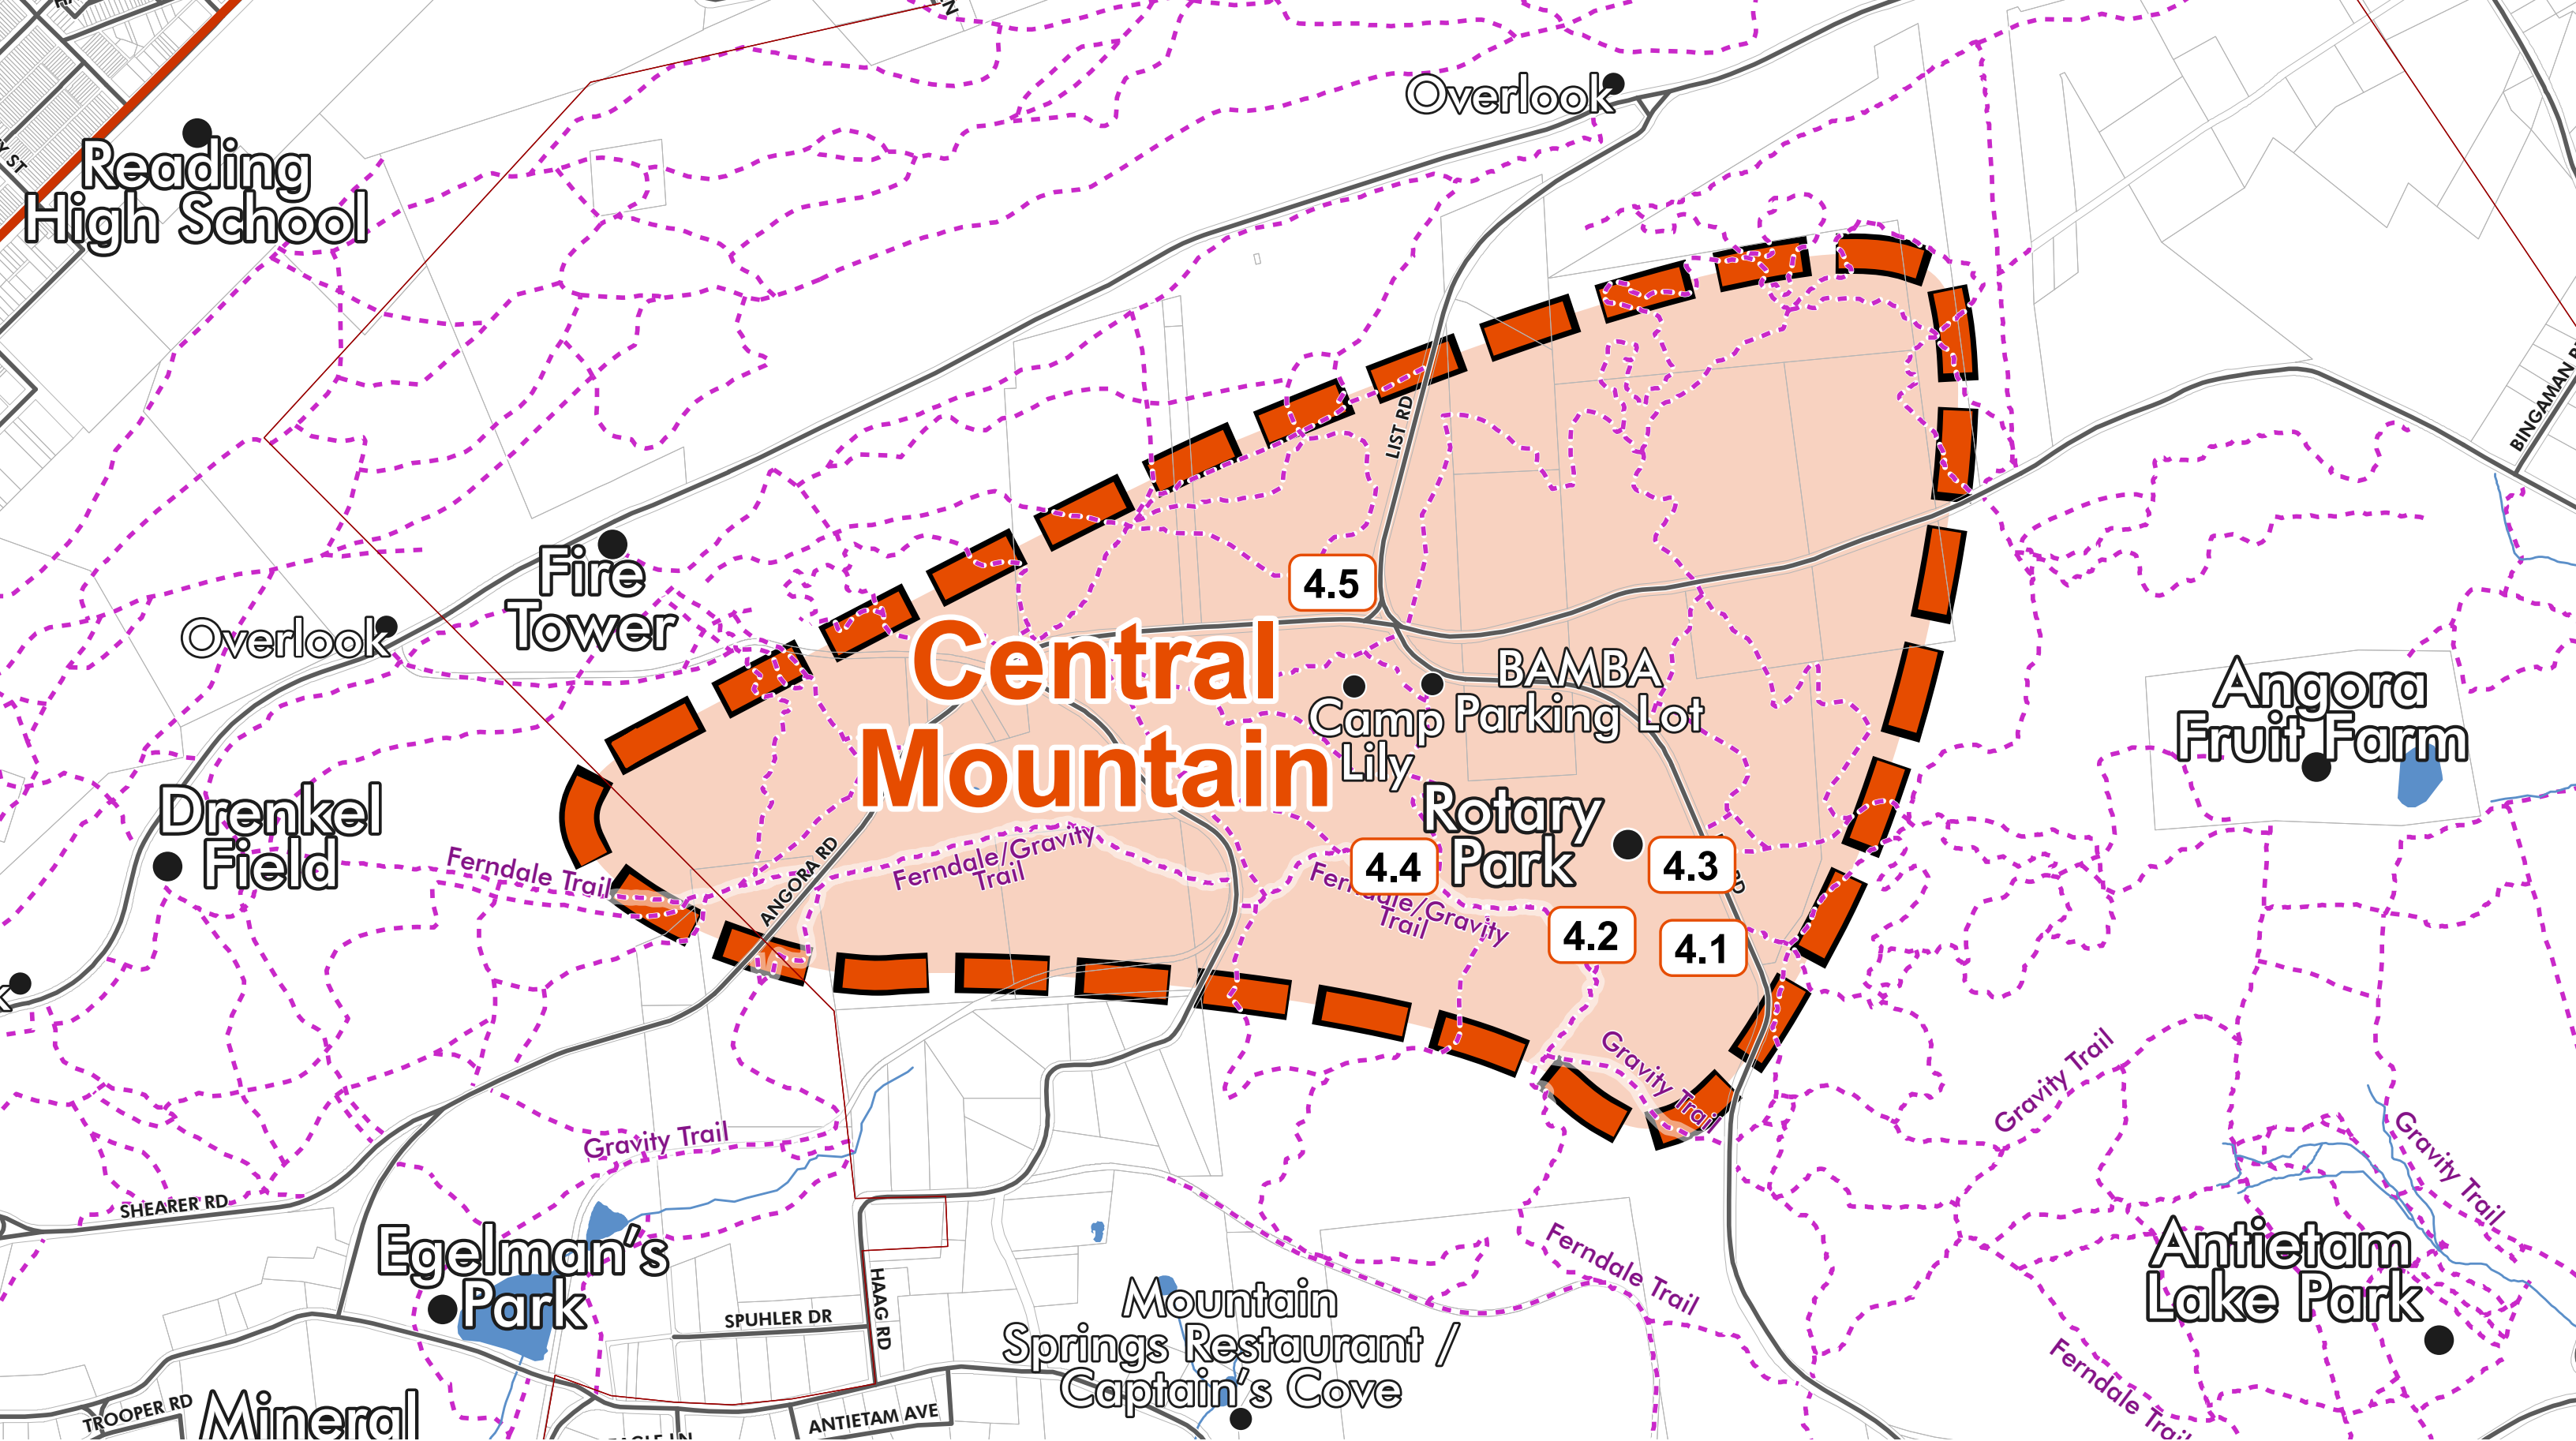 Overlook
Reading
High School
LIST RD
BINGAMAN
4.5
Fire
Tower
Overlook
Central
Mountain
BAMBA
Parking Lot
Camp
Lily
Angora
Fruit Farm
Drenkel
Field
Rotary
Park
4.3
4.4
RD
Ferndale Trail
ANGORA RD
Ferndale/Gravity
Trail
Ferndale/Gravity
Trail
4.2
4.1
Gravity Trail
Gravity Trail
Gravity Trail
Gravity Trail
SHEARER RD
Egelman's
Park
Ferndale Trail
Antietam
Lake Park
HAAG RD
SPUHLER DR
Mountain
Springs Restaurant /
Captain's Cove
Ferndale Trail
TROOPER RD
Mineral
ANTIETAM AVE